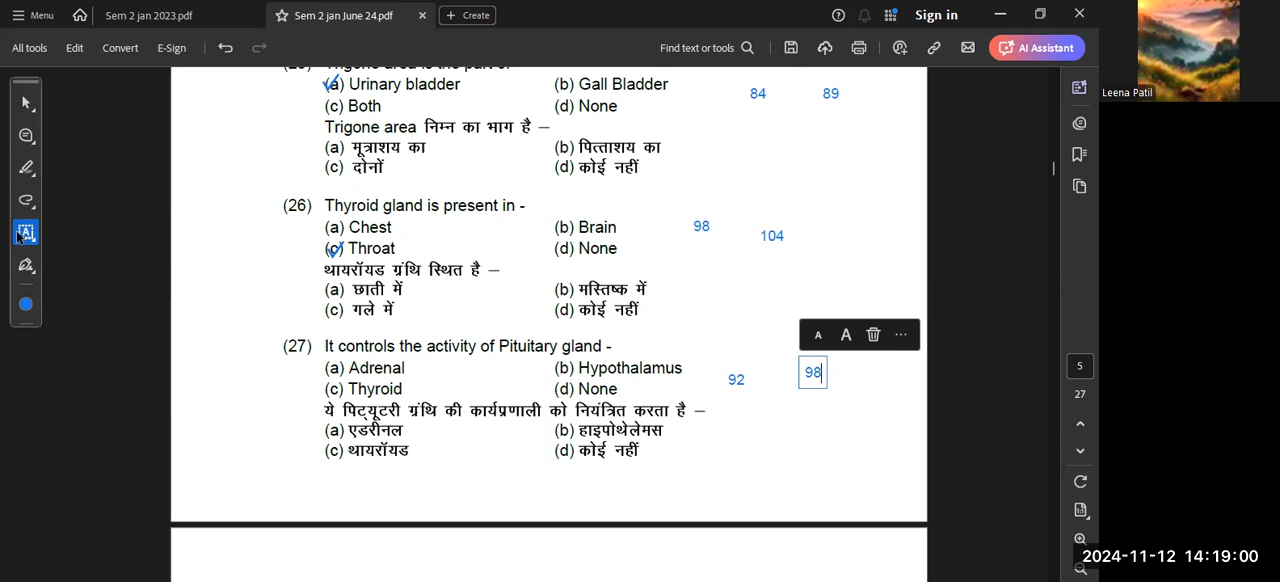 Menu
Sem 2 jan 2023.pdf
Sem 2 jan June 24.pdf
Create
Sign in
All tools Edit Convert E-Sign
Find text or tools
AI Assistant
Leena Patil
(a) Urinary bladder (b) Gall Bladder
84 89
(c) Both (d) None
Trigone area निम्न का भाग है –
(a) मूत्राशय का (b) पित्ताशय का
(c) दोनों (d) कोई नहीं
(26) Thyroid gland is present in -
(a) Chest (b) Brain 98
104
(c) Throat (d) None
थायरॉयड ग्रंथि स्थित है –
(a) छाती में (b) मस्तिष्क में
(c) गले में (d) कोई नहीं
A A
(27) It controls the activity of Pituitary gland -
(a) Adrenal (b) Hypothalamus
92 98
(c) Thyroid (d) None
ये पिट्यूटरी ग्रंथि की कार्यप्रणाली को नियंत्रित करता है –
(a) एडरीनल (b) हाइपोथेलेमस
(c) थायरॉयड (d) कोई नहीं
5
27
2024-11-12 14:19:00